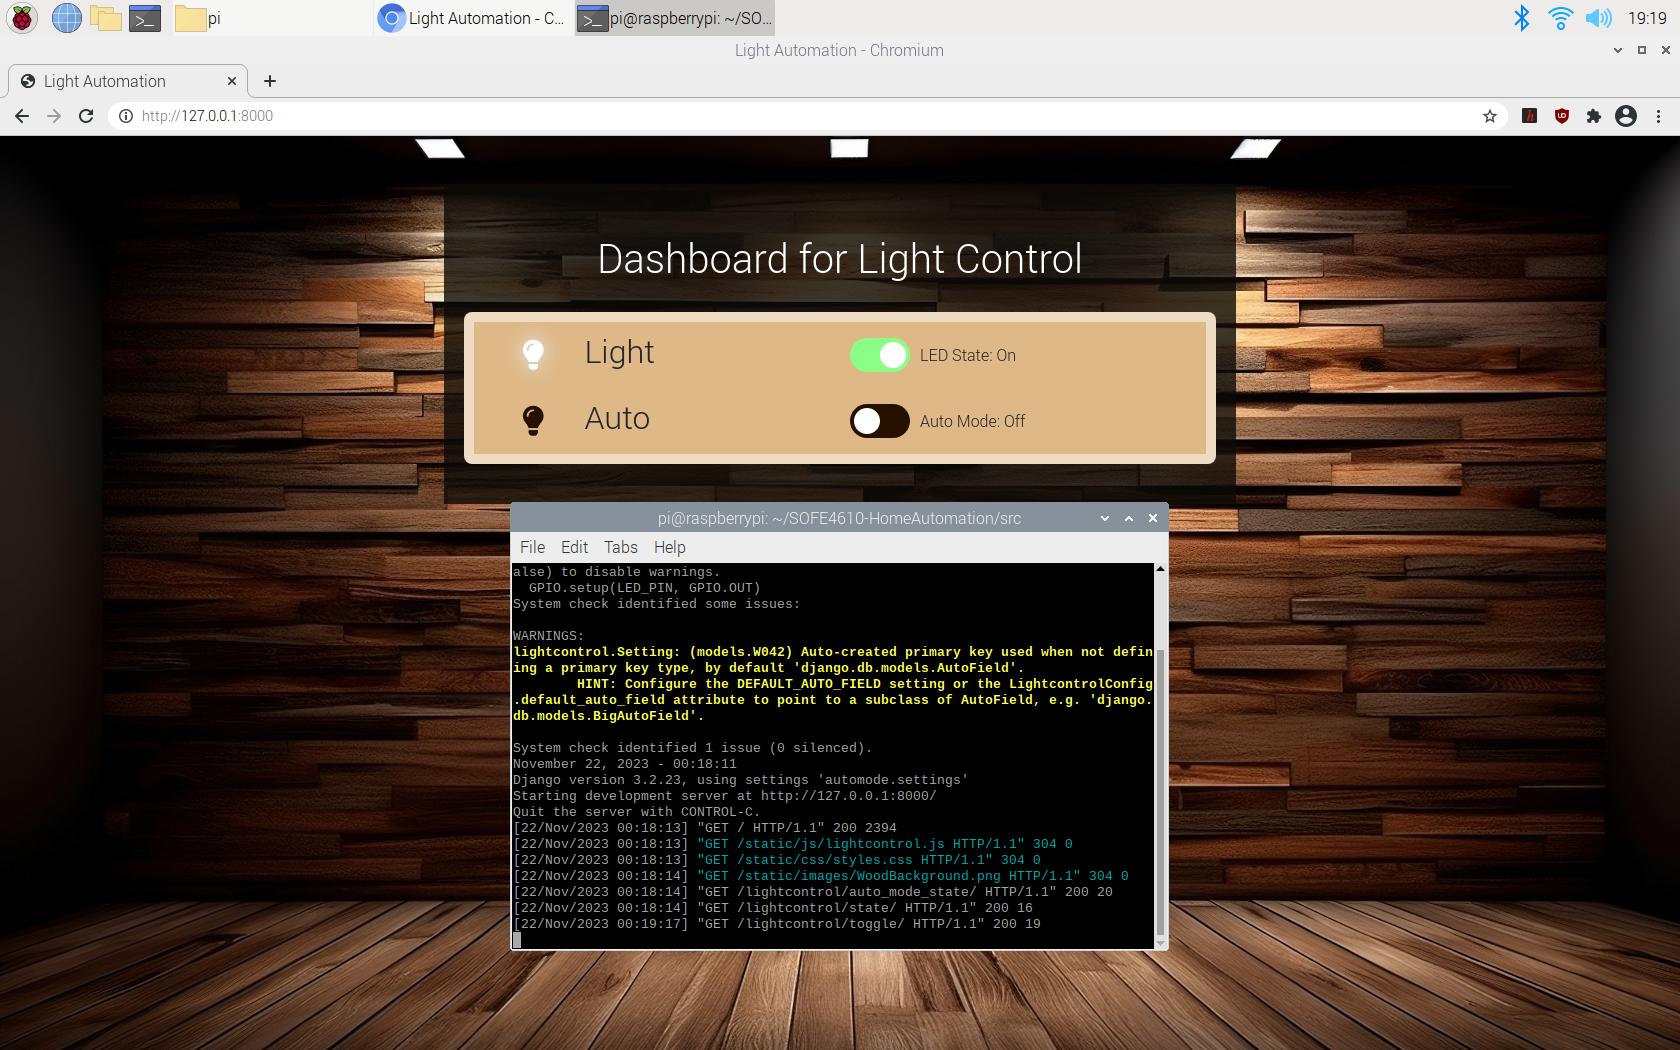 pi
Light Automation - C...
pi@raspberrypi: ~/SO...
19:19
Light Automation - Chromium
Light Automation
http://127.0.0.1:8000
Dashboard for Light Control
Light
LED State: On
Auto
Auto Mode: Off
pi@raspberrypi: ~/SOFE4610-HomeAutomation/src
File Edit Tabs Help
alse) to disable warnings.
  GPIO.setup(LED_PIN, GPIO.OUT)
System check identified some issues:

WARNINGS:
lightcontrol.Setting: (models.W042) Auto-created primary key used when not defin
ing a primary key type, by default 'django.db.models.AutoField'.
        HINT: Configure the DEFAULT_AUTO_FIELD setting or the LightcontrolConfig
.default_auto_field attribute to point to a subclass of AutoField, e.g. 'django.
db.models.BigAutoField'.

System check identified 1 issue (0 silenced).
November 22, 2023 - 00:18:11
Django version 3.2.23, using settings 'automode.settings'
Starting development server at http://127.0.0.1:8000/
Quit the server with CONTROL-C.
[22/Nov/2023 00:18:13] "GET / HTTP/1.1" 200 2394
[22/Nov/2023 00:18:13] "GET /static/js/lightcontrol.js HTTP/1.1" 304 0
[22/Nov/2023 00:18:13] "GET /static/css/styles.css HTTP/1.1" 304 0
[22/Nov/2023 00:18:14] "GET /static/images/WoodBackground.png HTTP/1.1" 304 0
[22/Nov/2023 00:18:14] "GET /lightcontrol/auto_mode_state/ HTTP/1.1" 200 20
[22/Nov/2023 00:18:14] "GET /lightcontrol/state/ HTTP/1.1" 200 16
[22/Nov/2023 00:19:17] "GET /lightcontrol/toggle/ HTTP/1.1" 200 19